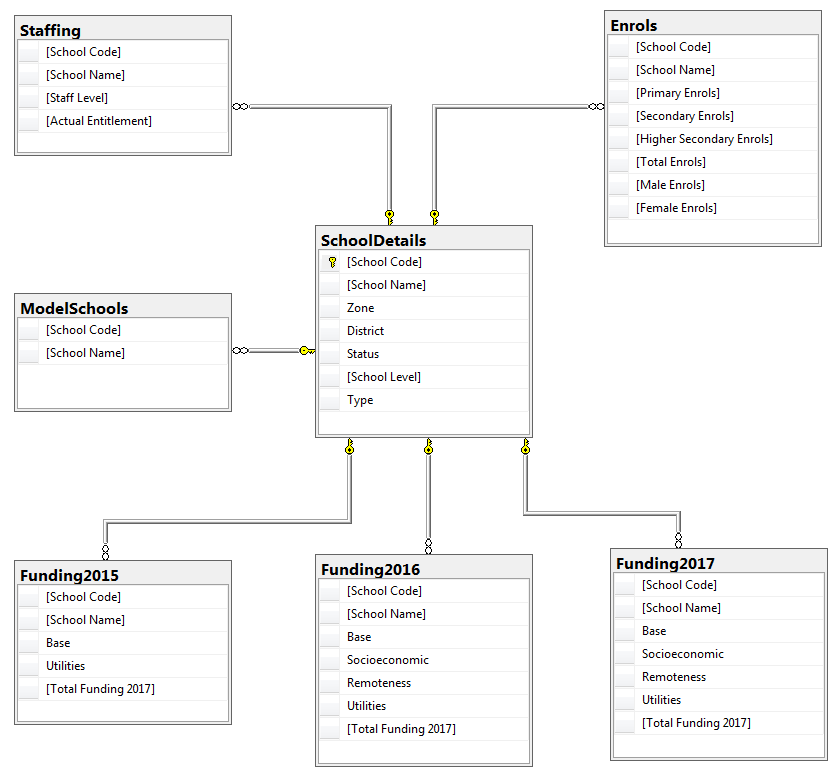 Staffing
[School Code]
[School Name]
[Staff Level]
[Actual Entitlement]
Enrols
[School Code]
[School Name]
[Primary Enrols]
[Secondary Enrols]
[Higher Secondary Enrols]
[Total Enrols]
[Male Enrols]
[Female Enrols]
SchoolDetails
[School Code]
[School Name]
Zone
District
Status
[School Level]
Type
ModelSchools
[School Code]
[School Name]
Funding2015
[School Code]
[School Name]
Base
Utilities
[Total Funding 2017]
Funding2016
[School Code]
[School Name]
Base
Socioeconomic
Remoteness
Utilities
[Total Funding 2017]
Funding2017
[School Code]
[School Name]
Base
Socioeconomic
Remoteness
Utilities
[Total Funding 2017]